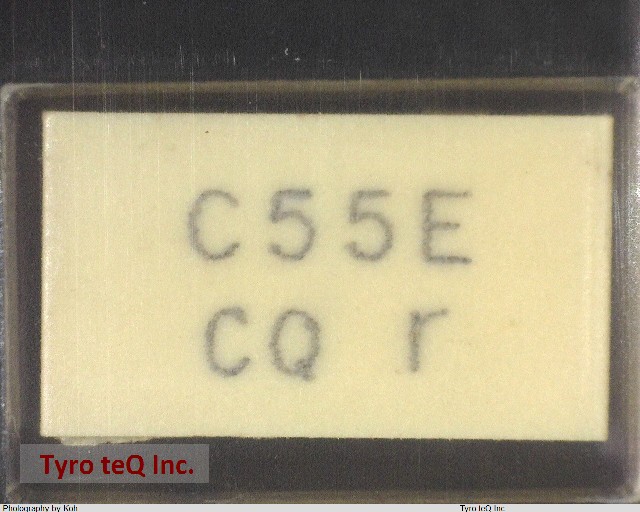 C55E
CQ r
Tyro teQ Inc.
Photography by Koh
Tyro teQ Inc